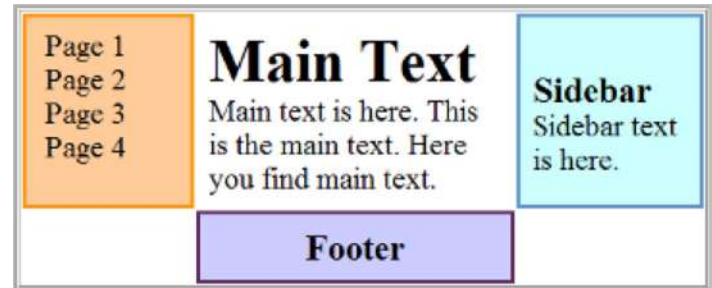 Page 1
Page 2
Page 3
Page 4
Main Text
Main text is here. This
is the main text. Here
you find main text.
Sidebar
Sidebar text
is here.
Footer